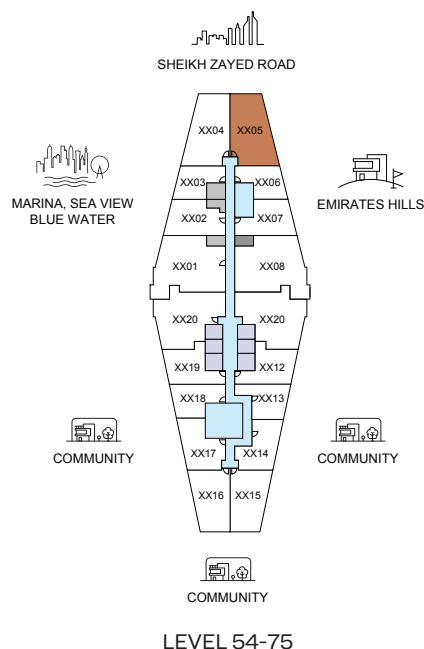 SHEIKH ZAYED ROAD
XX04 XX05
XX03 XX06
MARINA, SEA VIEW
BLUE WATER
EMIRATES HILLS
XX02 XX07
XX01 XX08
XX20 XX20
XX19 XX12
XX18 XX13
COMMUNITY
XX17 XX14
COMMUNITY
XX16 XX15
COMMUNITY
LEVEL 54-75